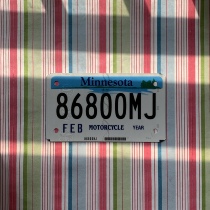 Minnesota
86800MJ
FEB MOTORCYCLE YEAR